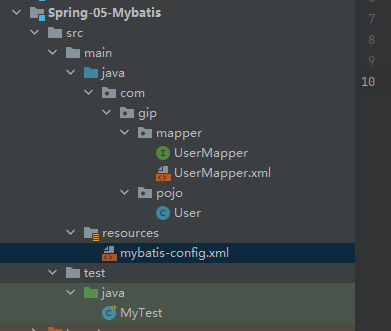 Spring-05-Mybatis
src
main
java
com
gip
mapper
UserMapper
UserMapper.xml
pojo
User
resources
mybatis-config.xml
test
java
MyTest
7
8
9
10